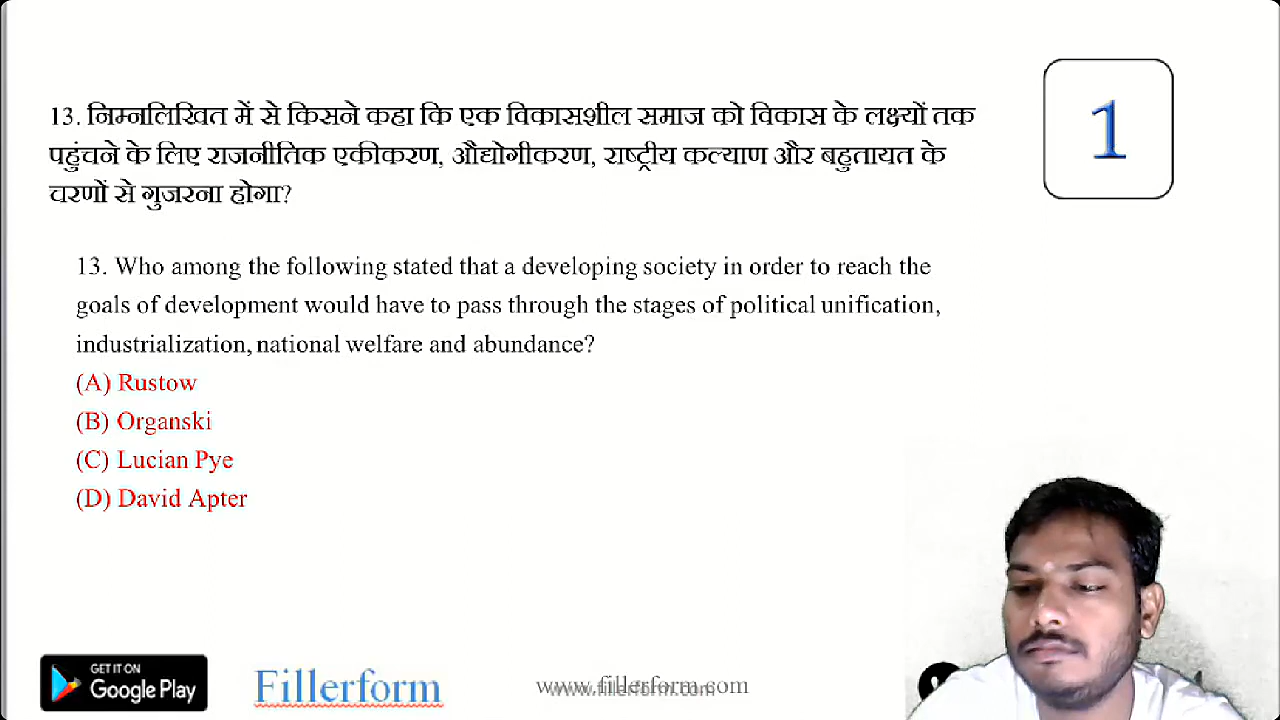 13. निम्नलिखित में से किसने कहा कि एक विकासशील समाज को विकास के लक्ष्यों तक
पहुंचने के लिए राजनीतिक एकीकरण, औद्योगीकरण, राष्ट्रीय कल्याण और बहुतायत के
चरणों से गुजरना होगा?
1
13. Who among the following stated that a developing society in order to reach the
goals of development would have to pass through the stages of political unification,
industrialization, national welfare and abundance?
(A) Rustow
(B) Organski
(C) Lucian Pye
(D) David Apter
GET IT ON
Google Play
Fillerform
www.fillerform.com